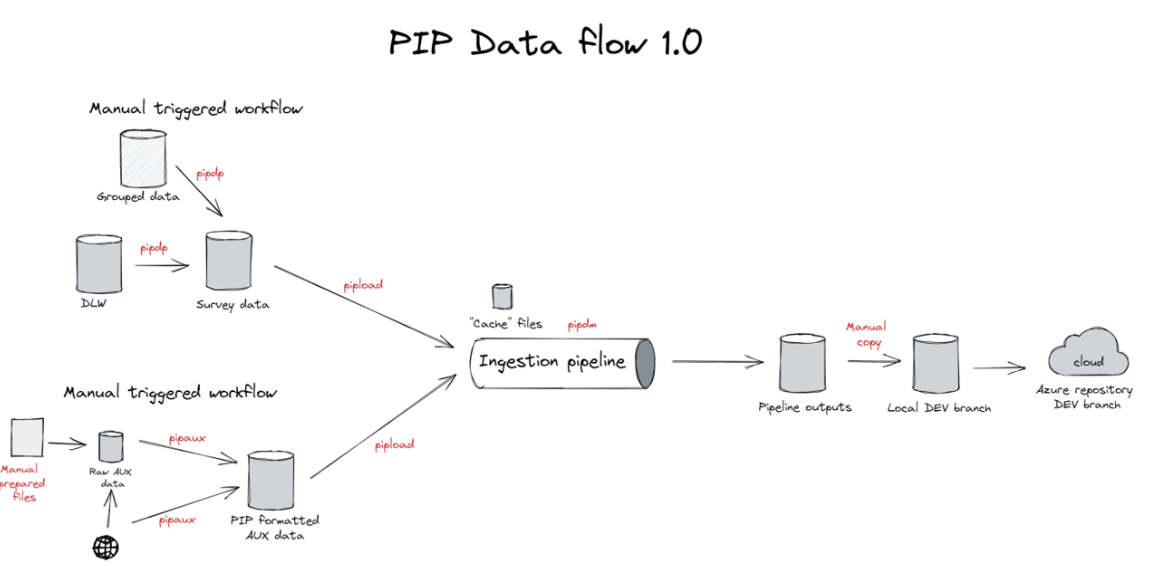 PIP Data flow 1.0
Manual triggered workflow
pipdp
Grouped data
pipdp
DLW
Survey data
pipload
"Cache" files
pipdm
Ingestion pipeline
Manual
copy
cloud
Pipeline outputs
Local DEV branch
Azure repository
DEV branch
Manual triggered workflow
pipaux
Manual
prepared
files
Raw AUX
data
pipload
pipaux
PIP formatted
AUX data